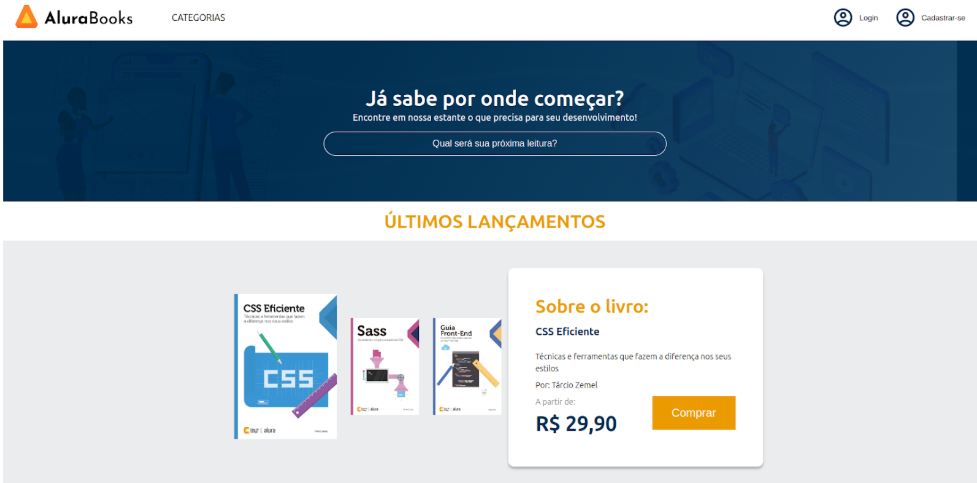 AluraBooks
CATEGORIAS
Login
Cadastrar-se
Já sabe por onde começar?
Encontre em nossa estante o que precisa para seu desenvolvimento!
Qual será sua próxima leitura?
ÚLTIMOS LANÇAMENTOS
CSS Eficiente
Técnicas e ferramentas que fazem
a diferença nos seus estilos
CSS
alura
Sass
alura
Guia
Front-End
alura
Sobre o livro:
CSS Eficiente
Técnicas e ferramentas que fazem a diferença nos seus
estilos
Por: Tárcio Zemel
A partir de:
R$ 29,90
Comprar